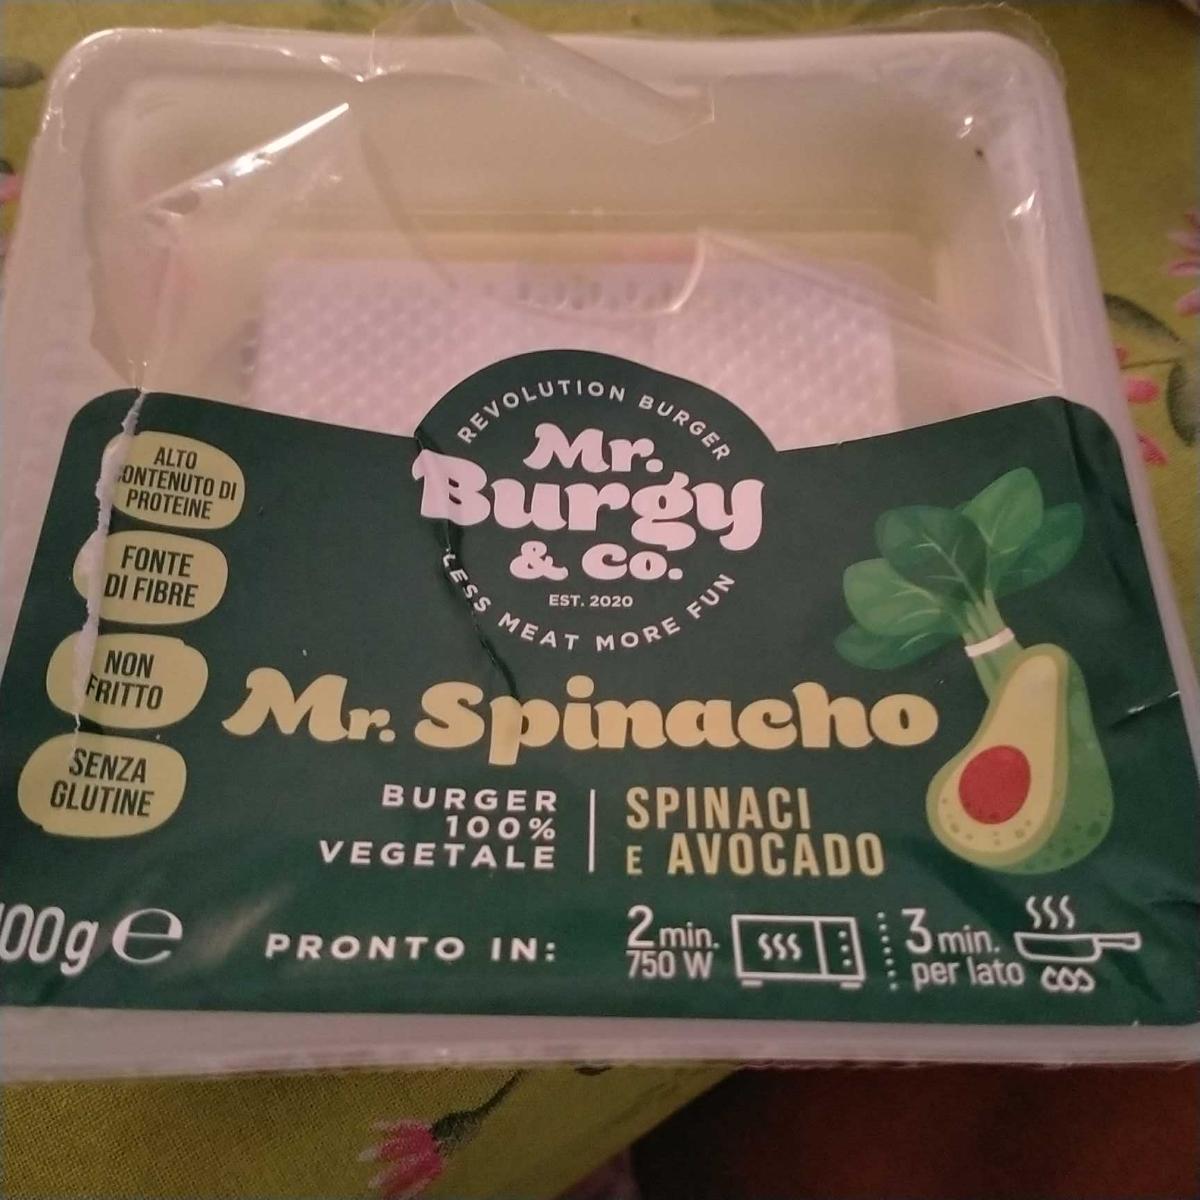 REVOLUTION BURGER
Mr.
Burgy
& Co.
EST. 2020
LESS MEAT MORE FUN
ALTO
CONTENUTO DI
PROTEINE
FONTE
DI FIBRE
NON
FRITTO
SENZA
GLUTINE
Mr. Spinacho
BURGER
100%
VEGETALE
SPINACI
E AVOCADO
00g e
PRONTO IN:
2 min.
750 W
3 min.
per lato